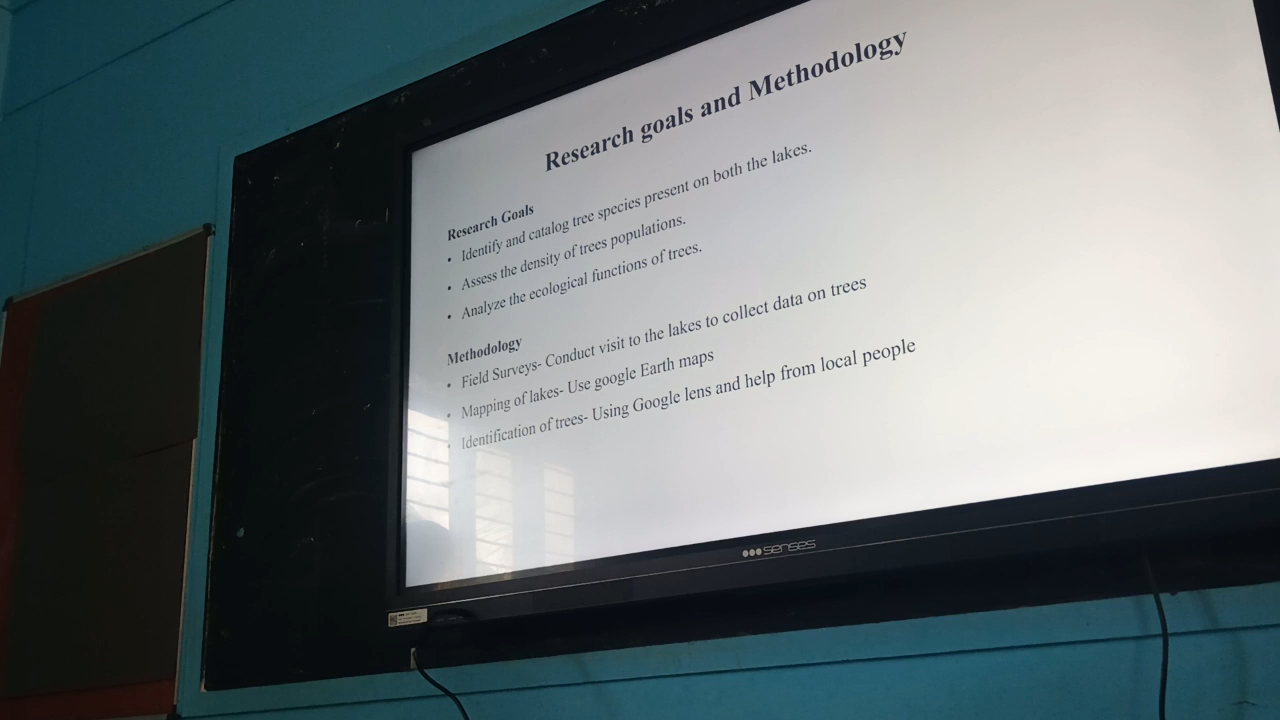 Research goals and Methodology
Research Goals
• Identify and catalog tree species present on both the lakes.
• Assess the density of trees populations.
• Analyze the ecological functions of trees.
Methodology
• Field Surveys- Conduct visit to the lakes to collect data on trees
• Mapping of lakes- Use google Earth maps
• Identification of trees- Using Google lens and help from local people
senses